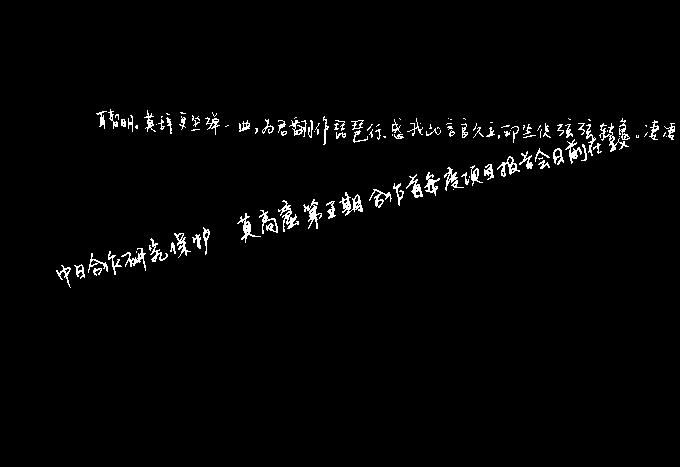 耳暂明。莫辞更坐弹一曲，为君翻作琵琶行。感我此言良久立，却坐促弦弦转急。凄凄
中日合作研究保护 莫高窟第五期合作首年度项目报告会日前在敦